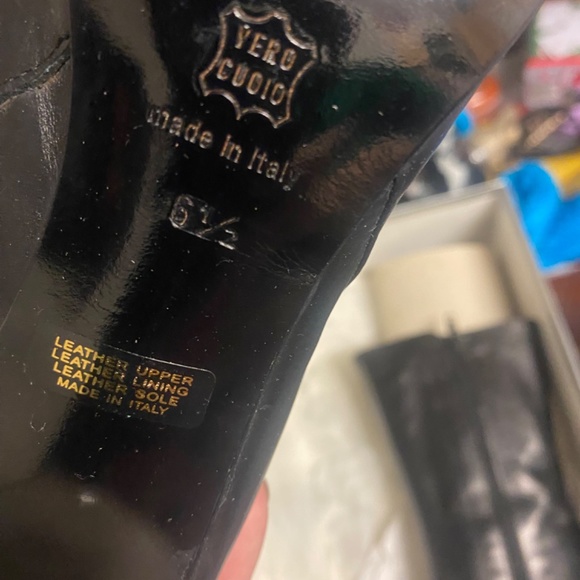 VERO
CUOIO
made in Italy
6½
LEATHER UPPER
LEATHER LINING
LEATHER SOLE
MADE IN ITALY